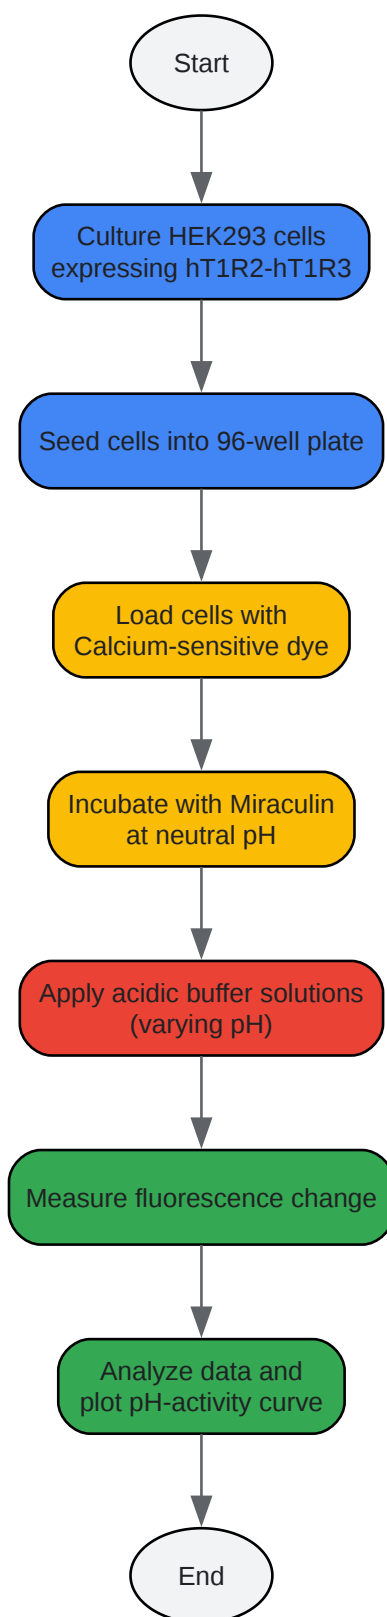 Start
Culture HEK293 cells
expressing hT1R2-hT1R3
Seed cells into 96-well plate
Load cells with
Calcium-sensitive dye
Incubate with Miraculin
at neutral pH
Apply acidic buffer solutions
(varying pH)
Measure fluorescence change
Analyze data and
plot pH-activity curve
End